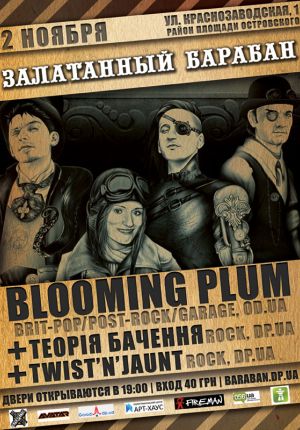 2 НОЯБРЯ
УЛ. КРАСНОЗАВОДСКАЯ, 1
РАЙОН ПЛОЩАДИ ОСТРОВСКОГО
ЗАЛАТАННЫЙ БАРАБАН
BLOOMING PLUM
BRIT-POP/POST-ROCK/GARAGE, OD.UA
+ТЕОРІЯ БАЧЕННЯ ROCK, DP.UA
+TWIST'N'JAUNT ROCK, DP.UA
ДВЕРИ ОТКРЫВАЮТСЯ В 19:00 | ВХОД 40 ГРН | BARABAN.DP.UA
АРТ-ХАУС
FIREMAN